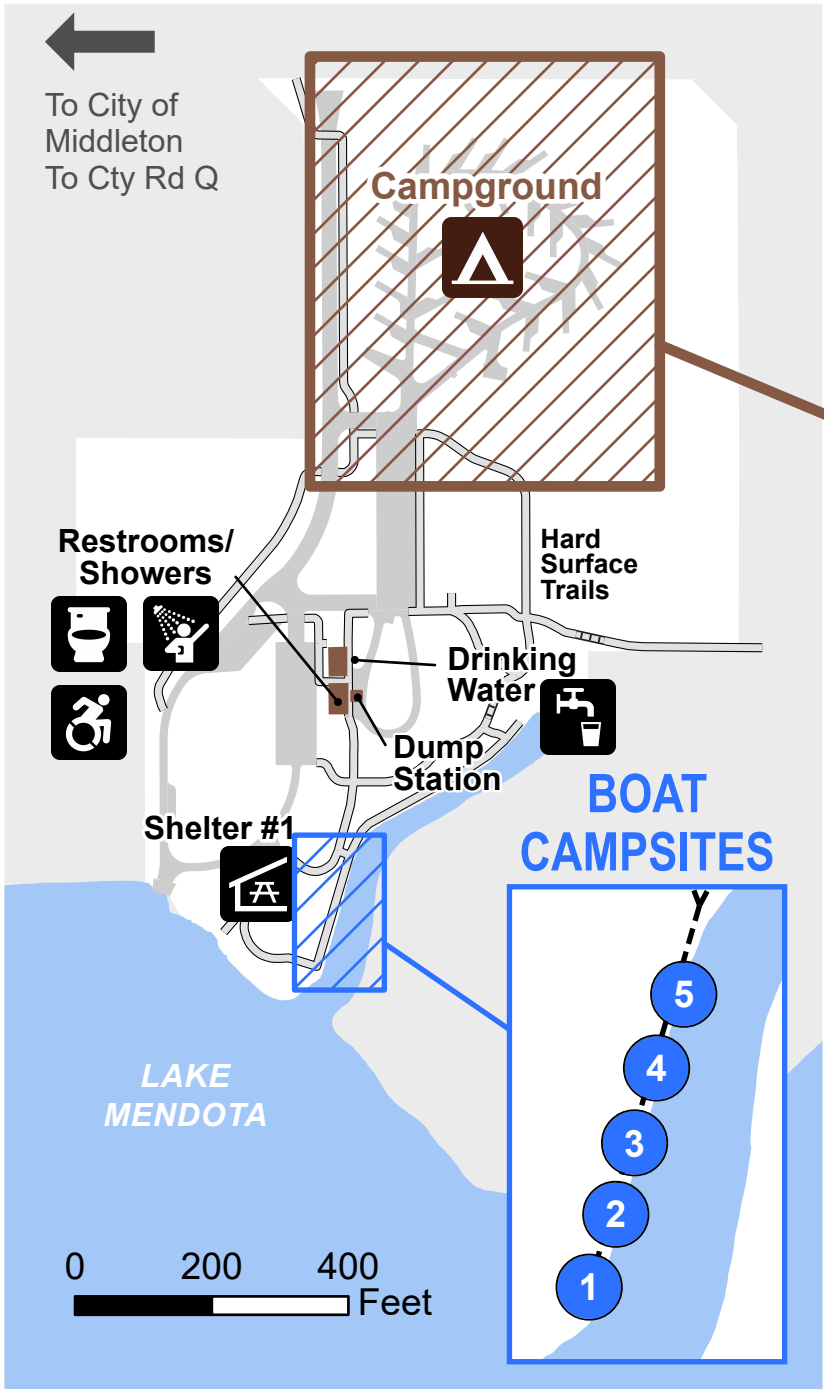 To City of
Middleton
To Cty Rd Q
Campground
Restrooms/
Showers
Hard
Surface
Trails
Drinking
Water
Dump
Station
Shelter #1
BOAT
CAMPSITES
5
4
3
2
1
LAKE
MENDOTA
0 200 400
Feet